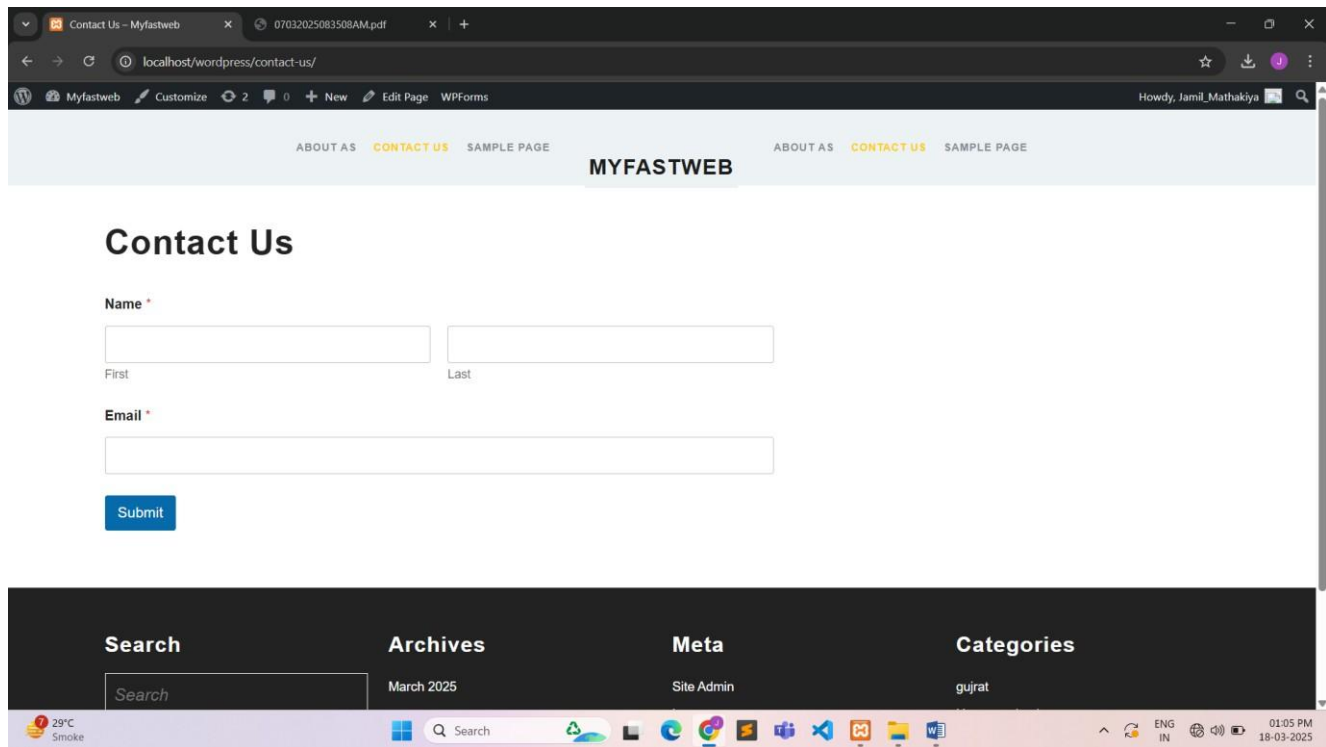 Contact Us – Myfastweb
07032025083508AM.pdf
localhost/wordpress/contact-us/
J
Myfastweb Customize 2 0 + New Edit Page WPForms
Howdy, Jamil_Mathakiya
ABOUT AS CONTACT US SAMPLE PAGE
MYFASTWEB
ABOUT AS CONTACT US SAMPLE PAGE
Contact Us
Name *
First Last
Email *
Submit
Search Archives Meta Categories
Search March 2025 Site Admin gujrat
7 29°C
Smoke
Search
ENG
IN
01:05 PM
18-03-2025